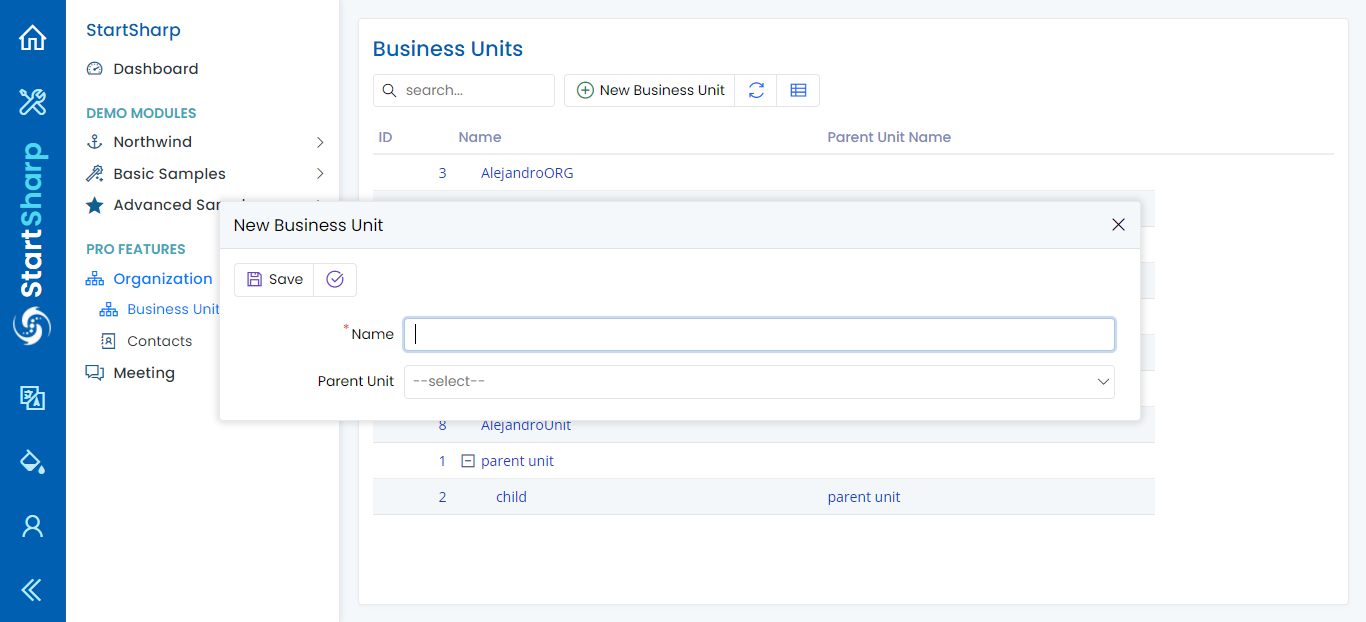 StartSharp
StartSharp
Dashboard
DEMO MODULES
Northwind
Basic Samples
Advanced
PRO FEATURES
Organization
Business Unit
Contacts
Meeting
Business Units
search...
New Business Unit
ID Name Parent Unit Name
3 AlejandroORG
New Business Unit
Save
*Name
Parent Unit --select--
8 AlejandroUnit
1 parent unit
2 child parent unit